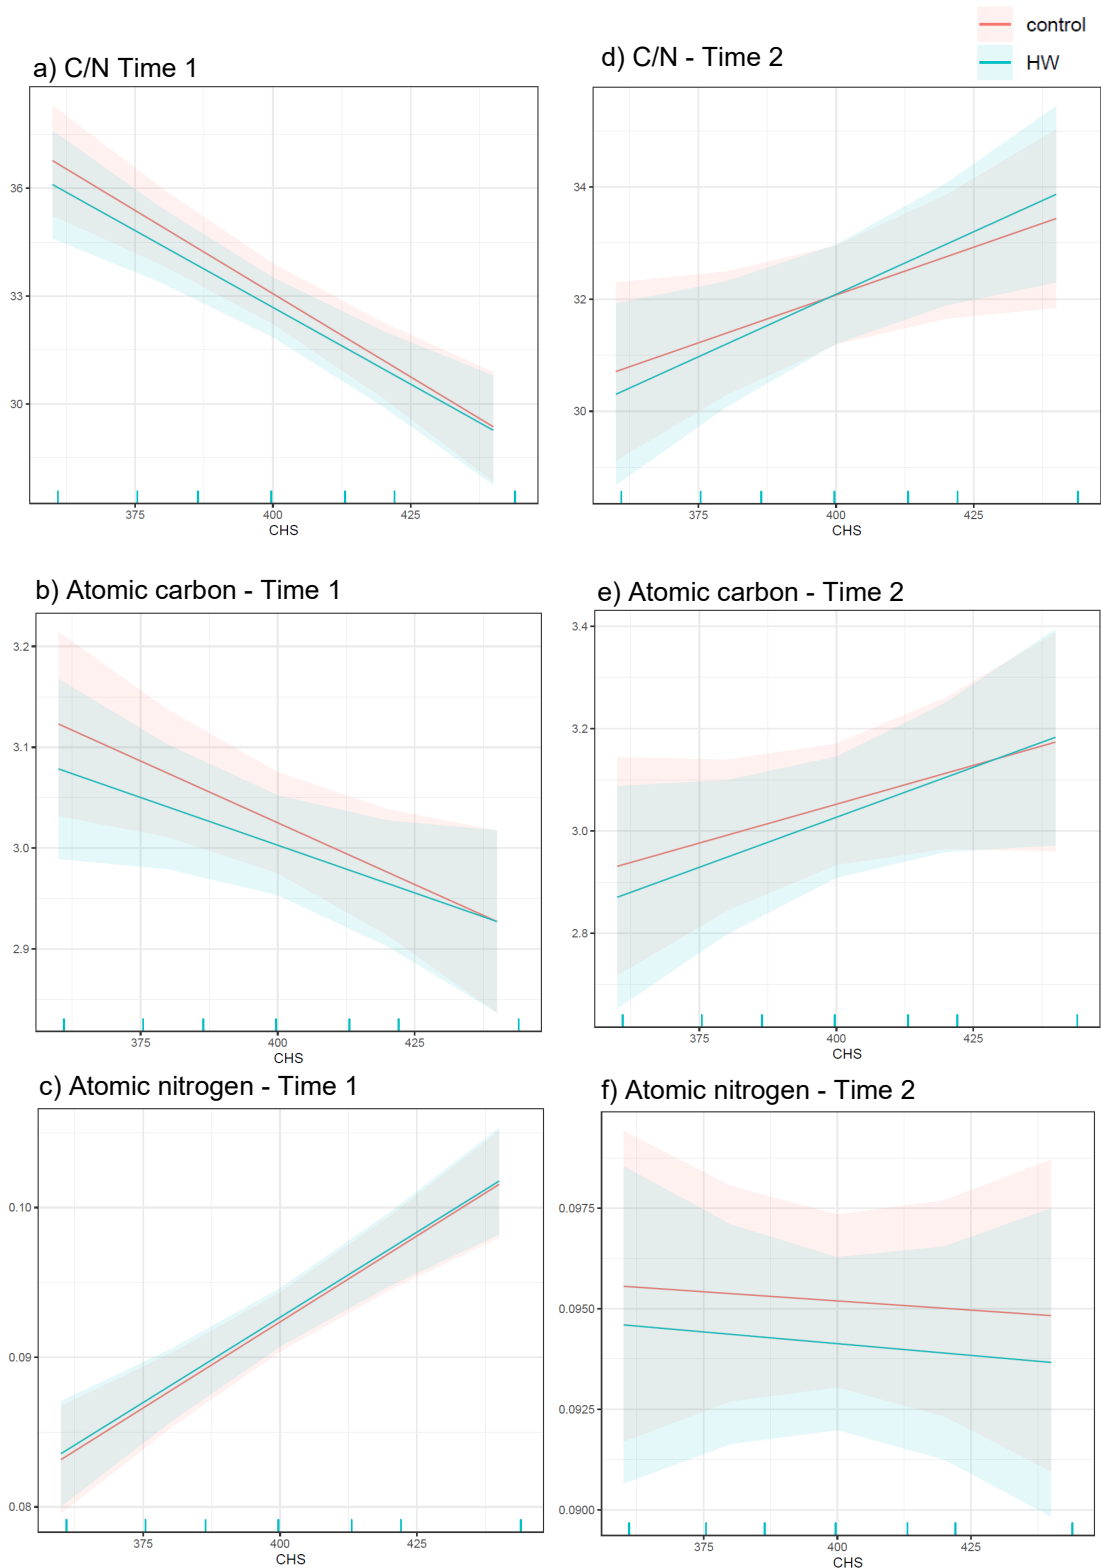 control
HW
a) C/N Time 1
36
33
30
375
400
425
CHS
d) C/N - Time 2
34
32
30
375
400
425
CHS
b) Atomic carbon - Time 1
3.2
3.1
3.0
2.9
375
400
425
CHS
e) Atomic carbon - Time 2
3.4
3.2
3.0
2.8
375
400
425
CHS
c) Atomic nitrogen - Time 1
0.10
0.09
0.08
375
400
425
CHS
f) Atomic nitrogen - Time 2
0.0975
0.0950
0.0925
0.0900
375
400
425
CHS